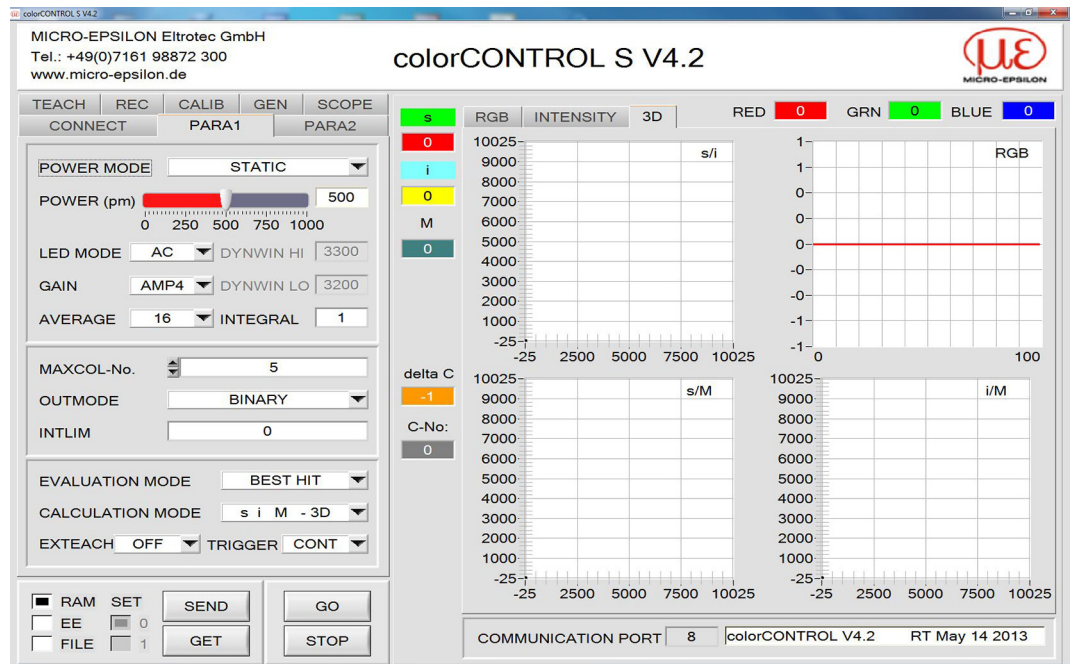 colorCONTROL S V4.2
MICRO-EPSILON Eltrotec GmbH
Tel.: +49(0)7161 98872 300
www.micro-epsilon.de
colorCONTROL S V4.2
με
MICRO-EPSILON
TEACH REC CALIB GEN SCOPE
CONNECT PARA1 PARA2
POWER MODE STATIC
POWER (pm) 500
0 250 500 750 1000
LED MODE AC DYNWIN HI 3300
GAIN AMP4 DYNWIN LO 3200
AVERAGE 16 INTEGRAL 1
MAXCOL-No. 5
OUTMODE BINARY
INTLIM 0
EVALUATION MODE BEST HIT
CALCULATION MODE s i M - 3D
EXTEACH OFF TRIGGER CONT
RAM SET SEND GO
EE 0
FILE 1 GET STOP
s
0
i
0
M
0
delta C
-1
C-No:
0
RGB INTENSITY 3D
RED 0 GRN 0 BLUE 0
s/i
10025
9000
8000
7000
6000
5000
4000
3000
2000
1000
-25
-25 2500 5000 7500 10025
RGB
1
1
0
0
0
-0
-0
-1
-1
0 100
s/M
10025
9000
8000
7000
6000
5000
4000
3000
2000
1000
-25
-25 2500 5000 7500 10025
i/M
10025
9000
8000
7000
6000
5000
4000
3000
2000
1000
-25
-25 2500 5000 7500 10025
COMMUNICATION PORT 8 colorCONTROL V4.2 RT May 14 2013